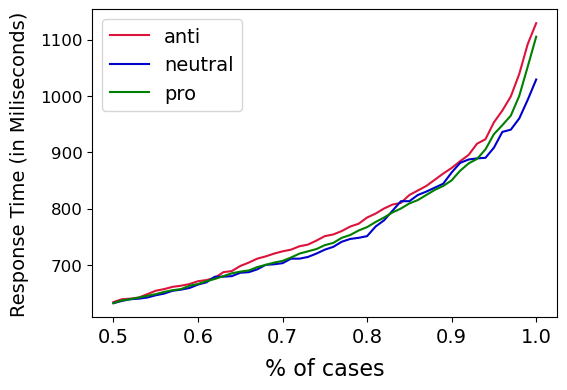 Response Time (in Miliseconds)
1100
1000
900
800
700
anti
neutral
pro
0.5 0.6 0.7 0.8 0.9 1.0
% of cases